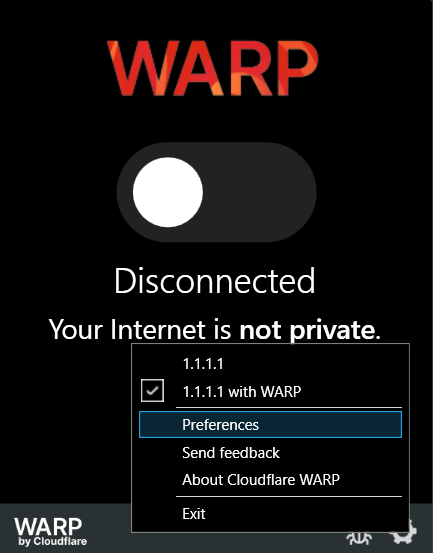 WARP
Disconnected
Your Internet is not private.
1.1.1.1
1.1.1.1 with WARP
Preferences
Send feedback
About Cloudflare WARP
Exit
WARP
by Cloudflare